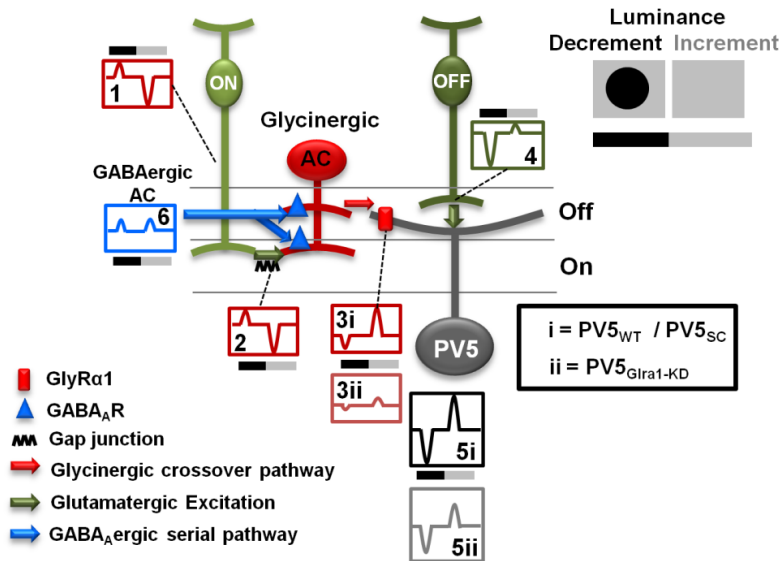 Luminance
Decrement Increment
ON
OFF
1
Glycinergic
4
AC
GABAergic
AC
6
Off
On
2
3i
PV5
3ii
i = PV5WT / PV5SC
ii = PV5Glra1-KD
GlyRα1
GABAAR
Gap junction
Glycinergic crossover pathway
Glutamatergic Excitation
GABAAergic serial pathway
5i
5ii